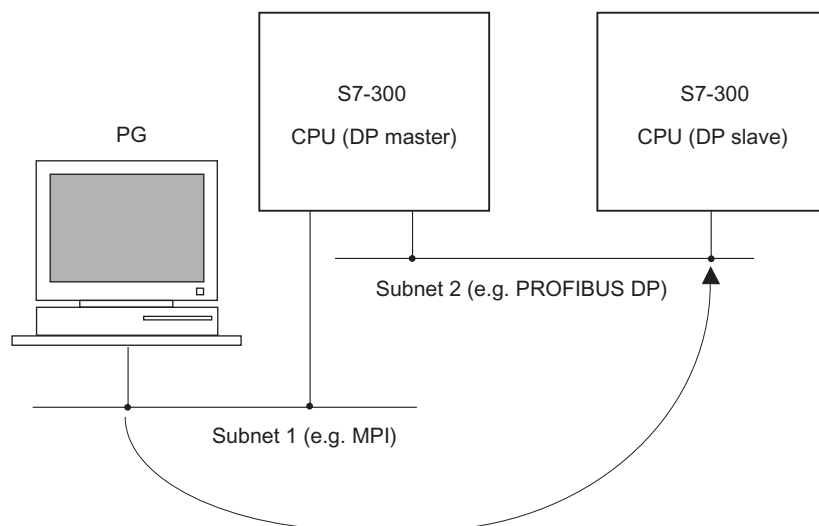 PG
S7-300
CPU (DP master)
S7-300
CPU (DP slave)
Subnet 2 (e.g. PROFIBUS DP)
Subnet 1 (e.g. MPI)